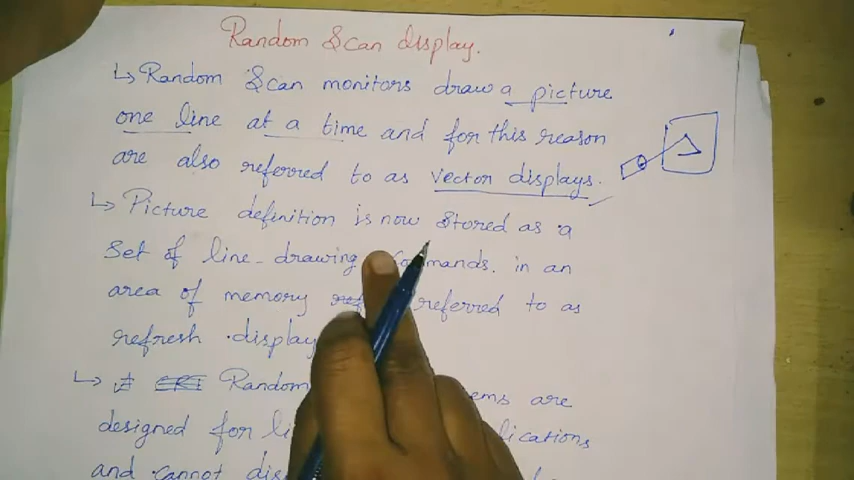 Random Scan display.
↳ Random Scan monitors draw a picture
one line at a time and for this reason
are also referred to as vector displays.
↳ Picture definition is now stored as a
set of line-drawing commands. in an
area of memory referred to as
refresh display
↳ Random are
designed for
and cannot